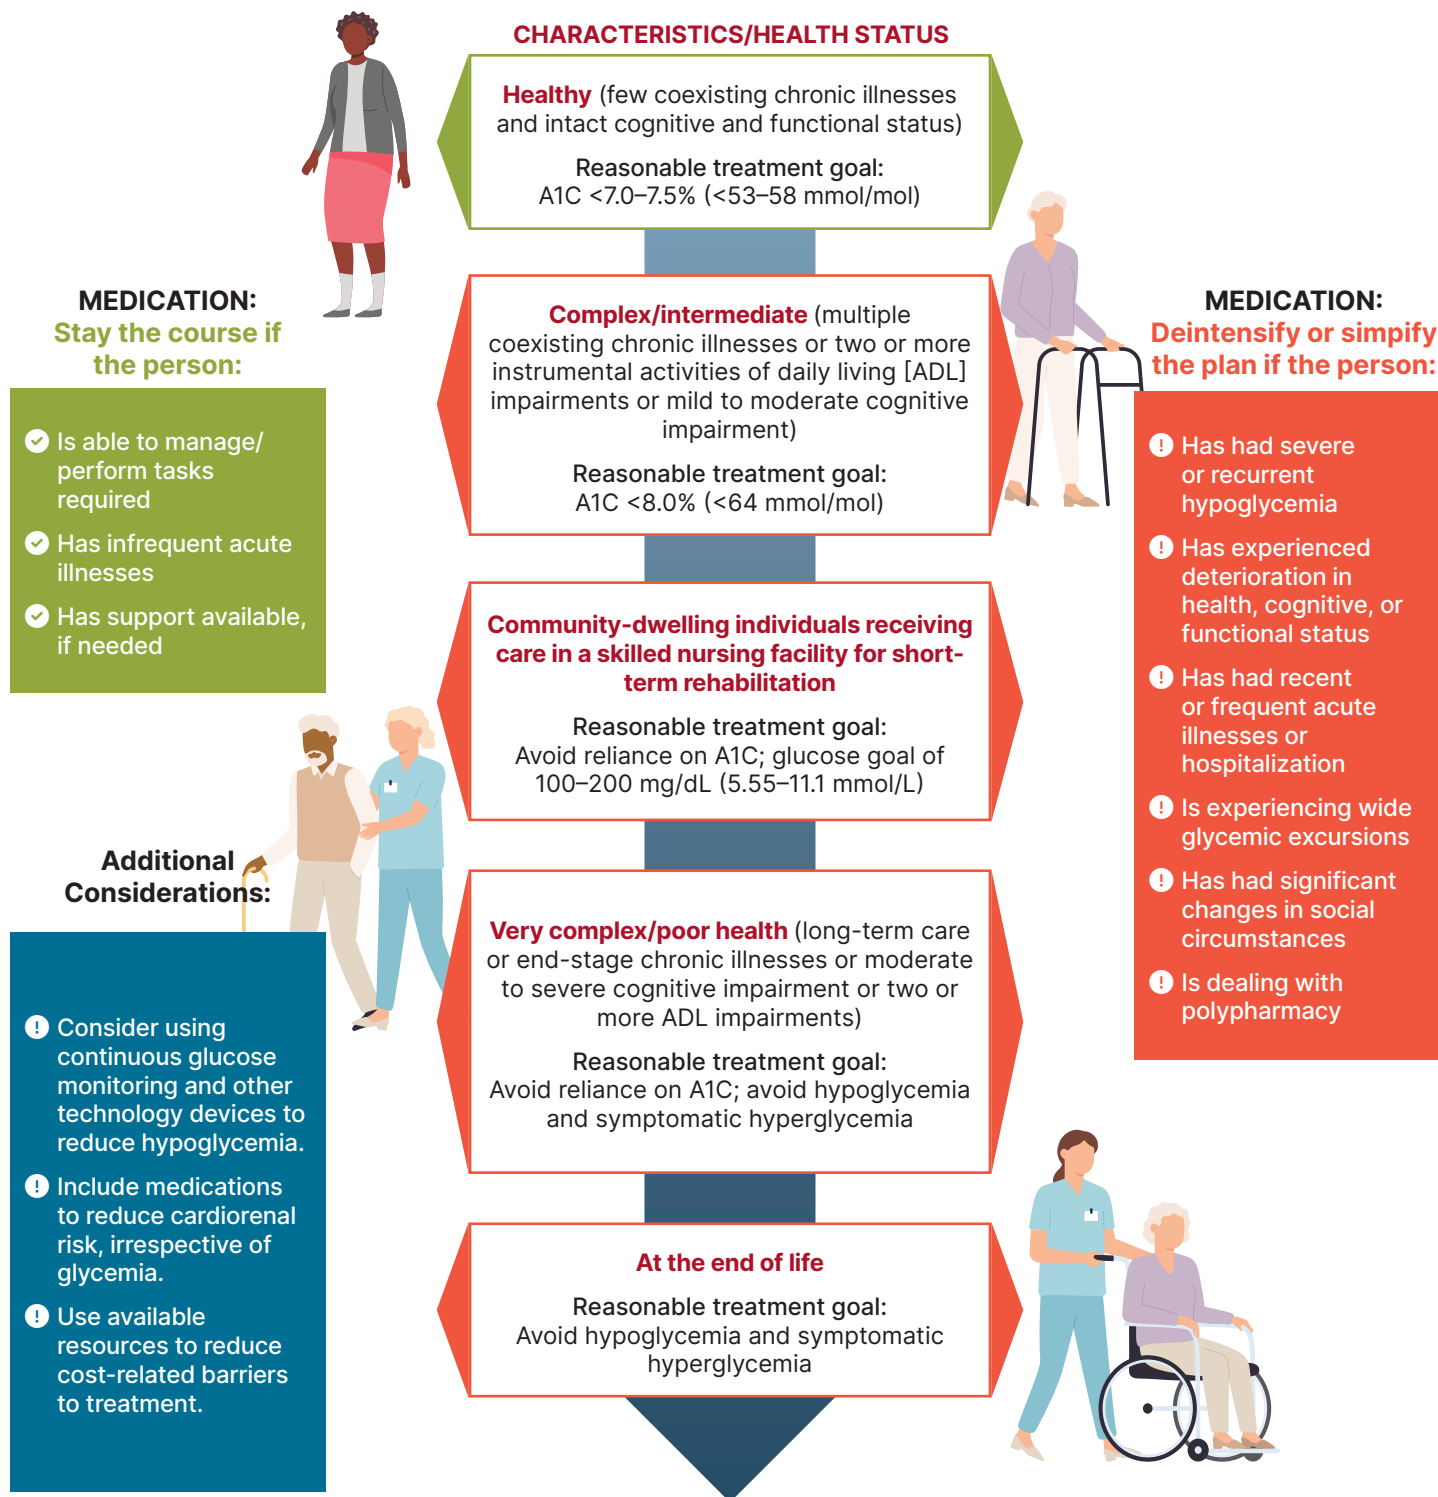 CHARACTERISTICS/HEALTH STATUS
Healthy (few coexisting chronic illnesses
and intact cognitive and functional status)
Reasonable treatment goal:
A1C <7.0–7.5% (<53–58 mmol/mol)
Complex/intermediate (multiple
coexisting chronic illnesses or two or more
instrumental activities of daily living [ADL]
impairments or mild to moderate cognitive
impairment)
Reasonable treatment goal:
A1C <8.0% (<64 mmol/mol)
Community-dwelling individuals receiving
care in a skilled nursing facility for short-
term rehabilitation
Reasonable treatment goal:
Avoid reliance on A1C; glucose goal of
100–200 mg/dL (5.55–11.1 mmol/L)
Very complex/poor health (long-term care
or end-stage chronic illnesses or moderate
to severe cognitive impairment or two or
more ADL impairments)
Reasonable treatment goal:
Avoid reliance on A1C; avoid hypoglycemia
and symptomatic hyperglycemia
At the end of life
Reasonable treatment goal:
Avoid hypoglycemia and symptomatic
hyperglycemia
MEDICATION:
Stay the course if
the person:
Is able to manage/
perform tasks
required
Has infrequent acute
illnesses
Has support available,
if needed
Additional
Considerations:
Consider using
continuous glucose
monitoring and other
technology devices to
reduce hypoglycemia.
Include medications
to reduce cardiorenal
risk, irrespective of
glycemia.
Use available
resources to reduce
cost-related barriers
to treatment.
MEDICATION:
Deintensify or simpify
the plan if the person:
Has had severe
or recurrent
hypoglycemia
Has experienced
deterioration in
health, cognitive, or
functional status
Has had recent
or frequent acute
illnesses or
hospitalization
Is experiencing wide
glycemic excursions
Has had significant
changes in social
circumstances
Is dealing with
polypharmacy